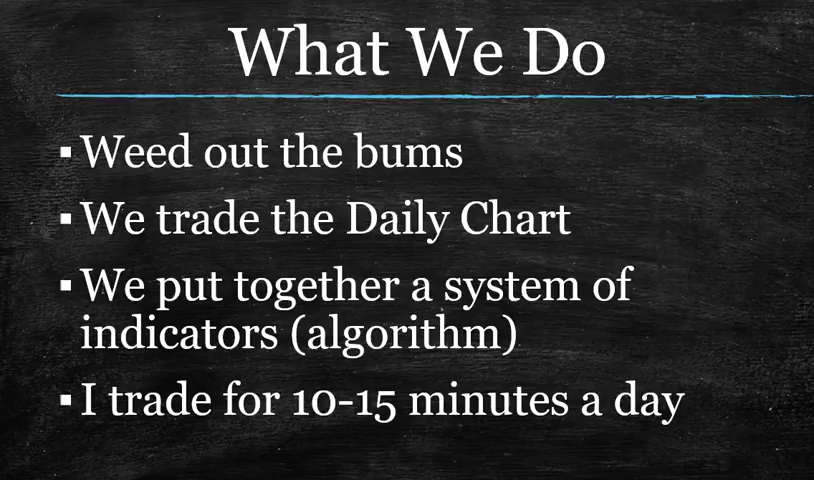 What We Do
▪ Weed out the bums
▪ We trade the Daily Chart
▪ We put together a system of
indicators (algorithm)
▪ I trade for 10-15 minutes a day